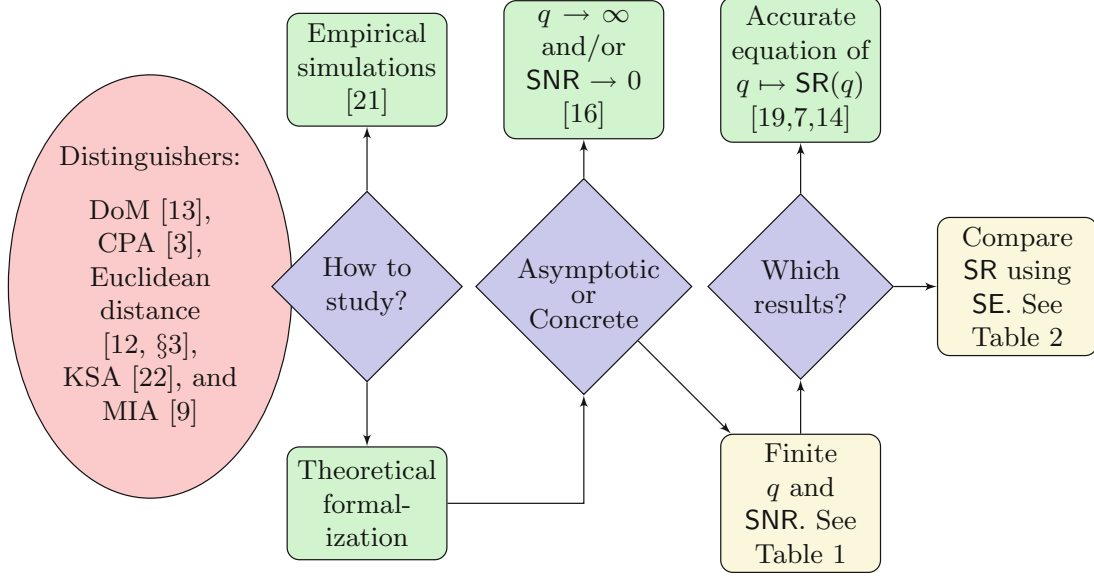 Distinguishers:
DoM [13],
CPA [3],
Euclidean
distance
[12, §3],
KSA [22], and
MIA [9]
Empirical
simulations
[21]
How to
study?
Theoretical
formal-
ization
q → ∞
and/or
SNR → 0
[16]
Asymptotic
or
Concrete
Finite
q and
SNR. See
Table 1
Accurate
equation of
q ↦ SR(q)
[19,7,14]
Which
results?
Compare
SR using
SE. See
Table 2